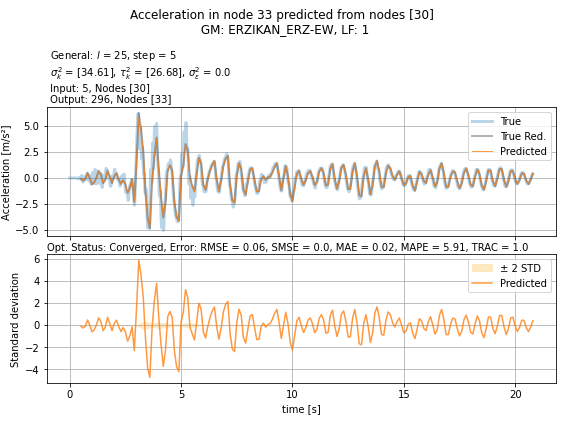 Acceleration in node 33 predicted from nodes [30]
GM: ERZIKAN_ERZ-EW, LF: 1
General: l = 25, step = 5
σ²ₖ = [34.61], τ²ₖ = [26.68], σ²ε = 0.0
Input: 5, Nodes [30]
Output: 296, Nodes [33]
Acceleration [m/s²]
5.0
2.5
0.0
−2.5
−5.0
True
True Red.
Predicted
Opt. Status: Converged, Error: RMSE = 0.06, SMSE = 0.0, MAE = 0.02, MAPE = 5.91, TRAC = 1.0
Standard deviation
6
4
2
0
−2
−4
± 2 STD
Predicted
0 5 10 15 20
time [s]